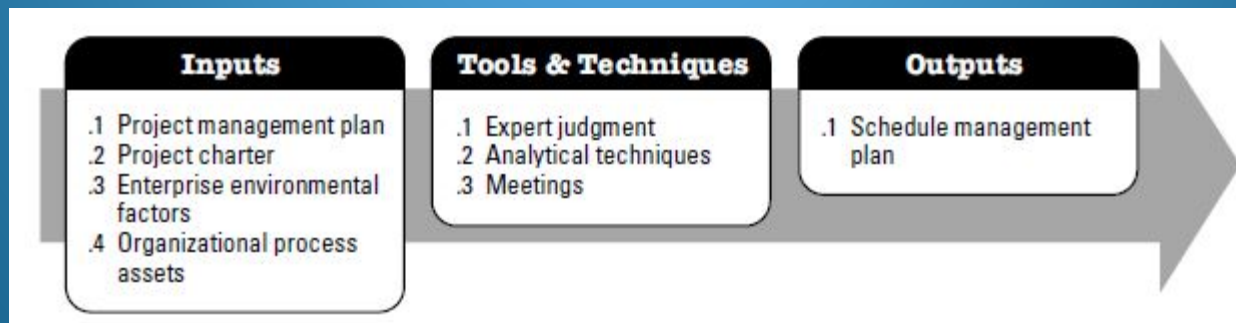 Inputs
.1 Project management plan
.2 Project charter
.3 Enterprise environmental
factors
.4 Organizational process
assets
Tools & Techniques
.1 Expert judgment
.2 Analytical techniques
.3 Meetings
Outputs
.1 Schedule management
plan